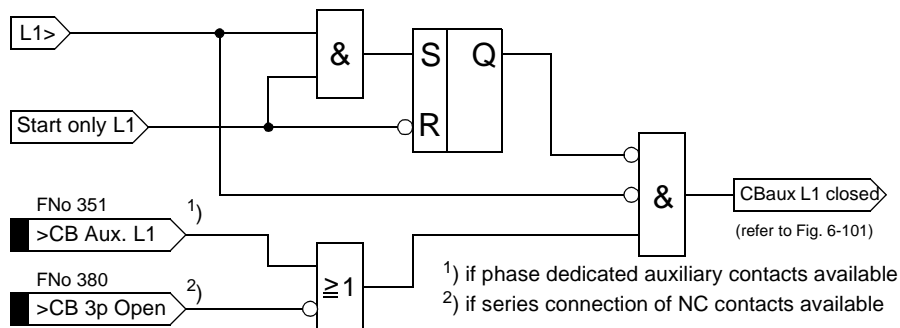 L1>
&
S
Q
Start only L1
R
&
CBaux L1 closed
(refer to Fig. 6-101)
FNo 351
>CB Aux. L1
1)
FNo 380
>CB 3p Open
2)
≧1
1) if phase dedicated auxiliary contacts available
2) if series connection of NC contacts available